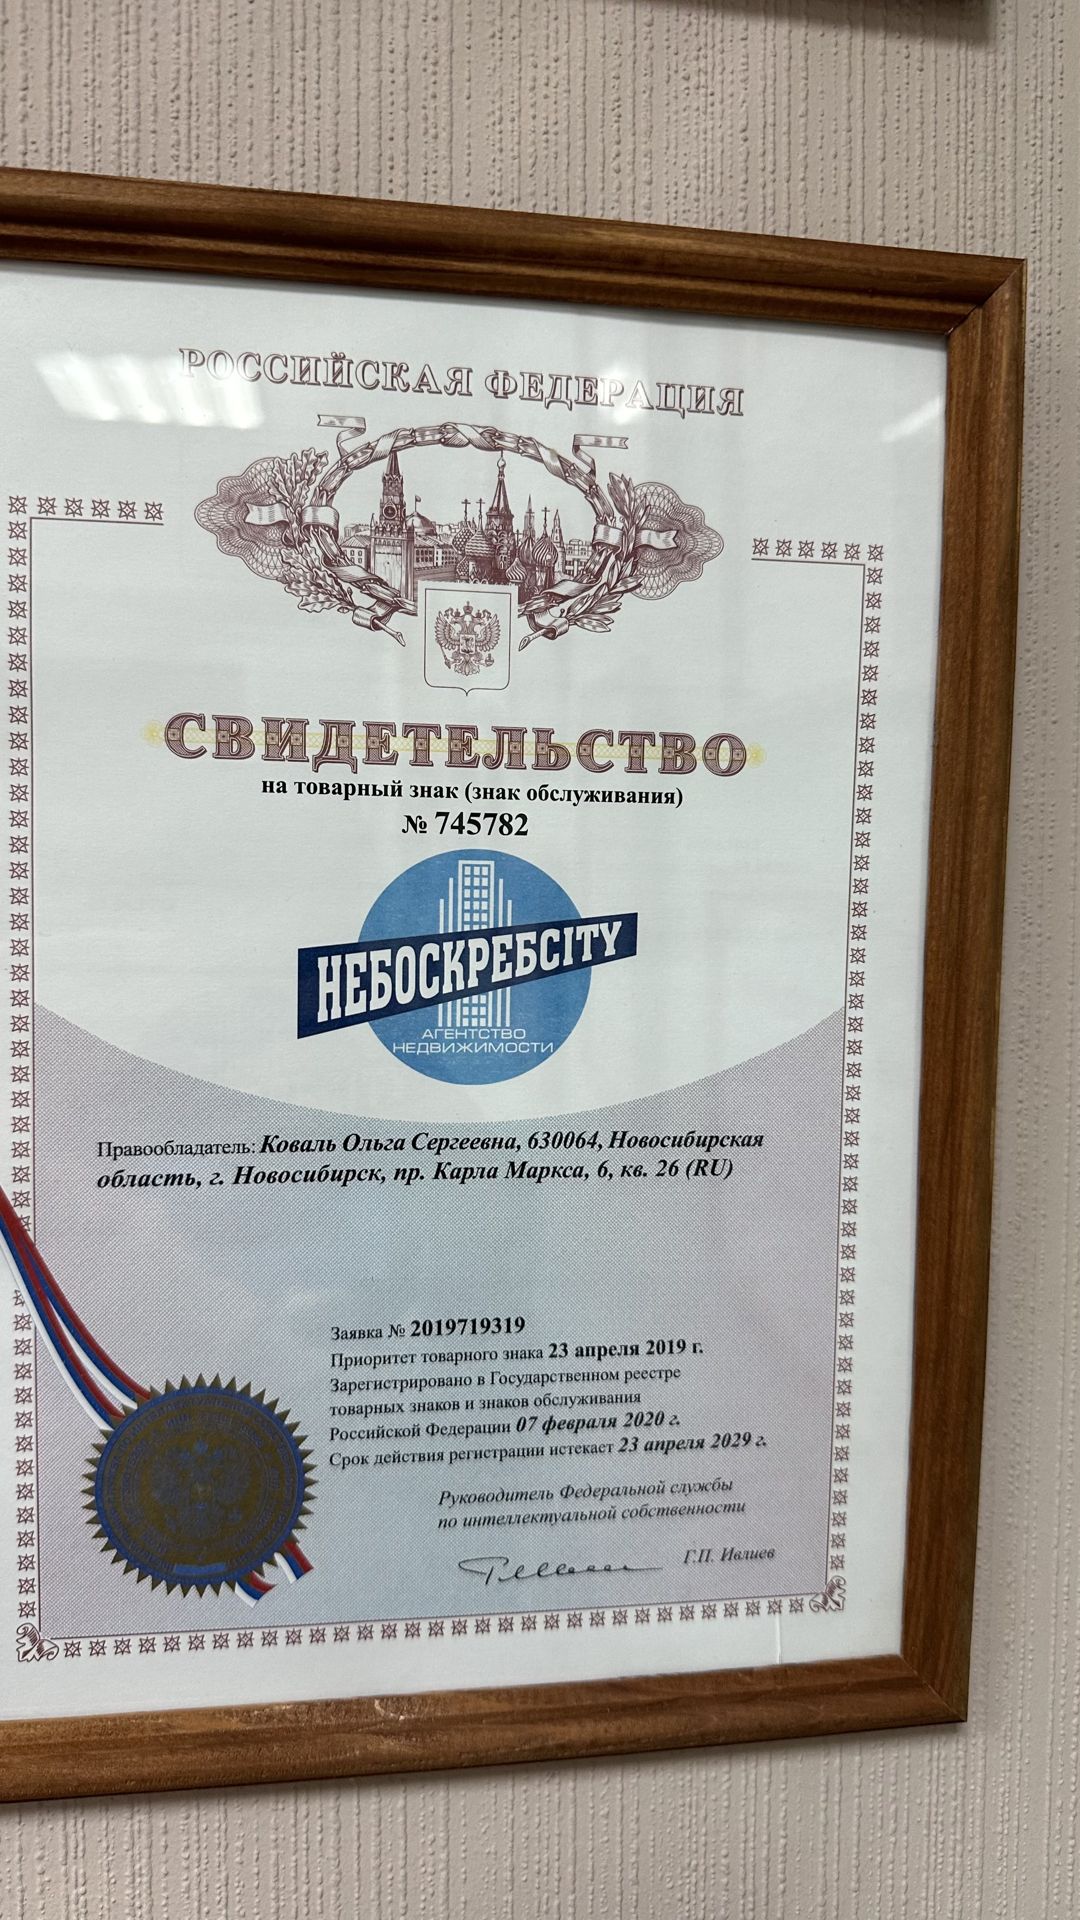 РОССИЙСКАЯ ФЕДЕРАЦИЯ
СВИДЕТЕЛЬСТВО
на товарный знак (знак обслуживания)
№ 745782
НЕБОСКРЕБCITY
АГЕНТСТВО
НЕДВИЖИМОСТИ
Правообладатель: Коваль Ольга Сергеевна, 630064, Новосибирская
область, г. Новосибирск, пр. Карла Маркса, 6, кв. 26 (RU)
Заявка № 2019719319
Приоритет товарного знака 23 апреля 2019 г.
Зарегистрировано в Государственном реестре
товарных знаков и знаков обслуживания
Российской Федерации 07 февраля 2020 г.
Срок действия регистрации истекает 23 апреля 2029 г.
Руководитель Федеральной службы
по интеллектуальной собственности
Г.П. Ивлиев